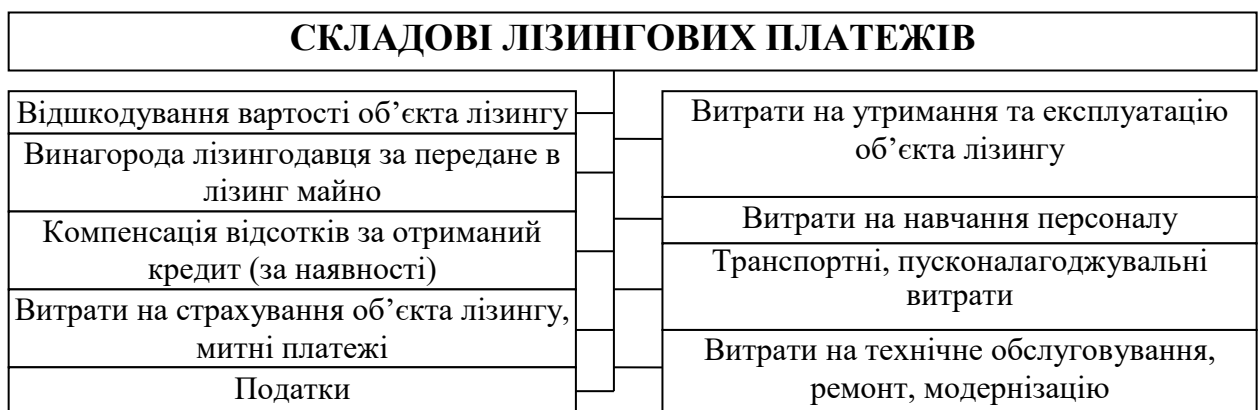 СКЛАДОВІ ЛІЗИНГОВИХ ПЛАТЕЖІВ
Відшкодування вартості об’єкта лізингу
Винагорода лізингодавця за передане в
лізинг майно
Компенсація відсотків за отриманий
кредит (за наявності)
Витрати на страхування об’єкта лізингу,
митні платежі
Податки
Витрати на утримання та експлуатацію
об’єкта лізингу
Витрати на навчання персоналу
Транспортні, пусконалагоджувальні
витрати
Витрати на технічне обслуговування,
ремонт, модернізацію